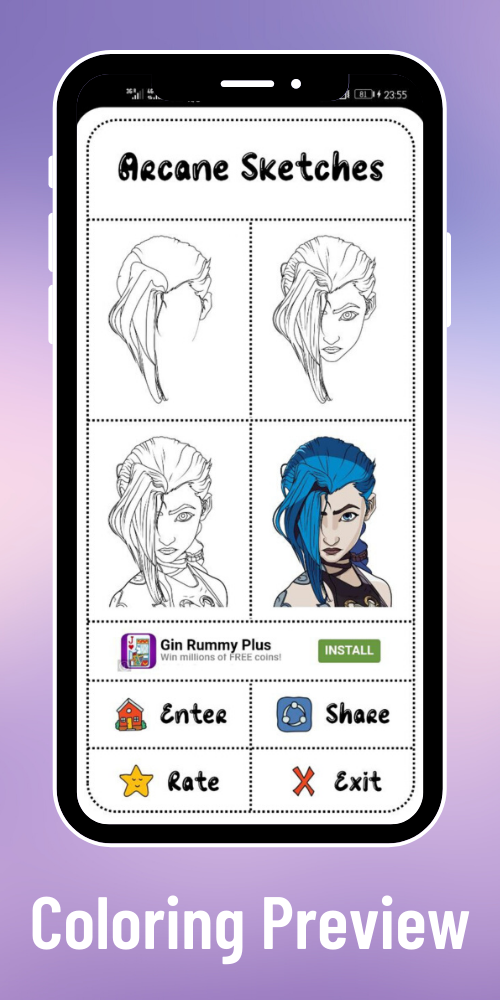 81 23:55
Arcane Sketches
Gin Rummy Plus
Win millions of FREE coins!
INSTALL
Enter
Share
Rate
Exit
Coloring Preview